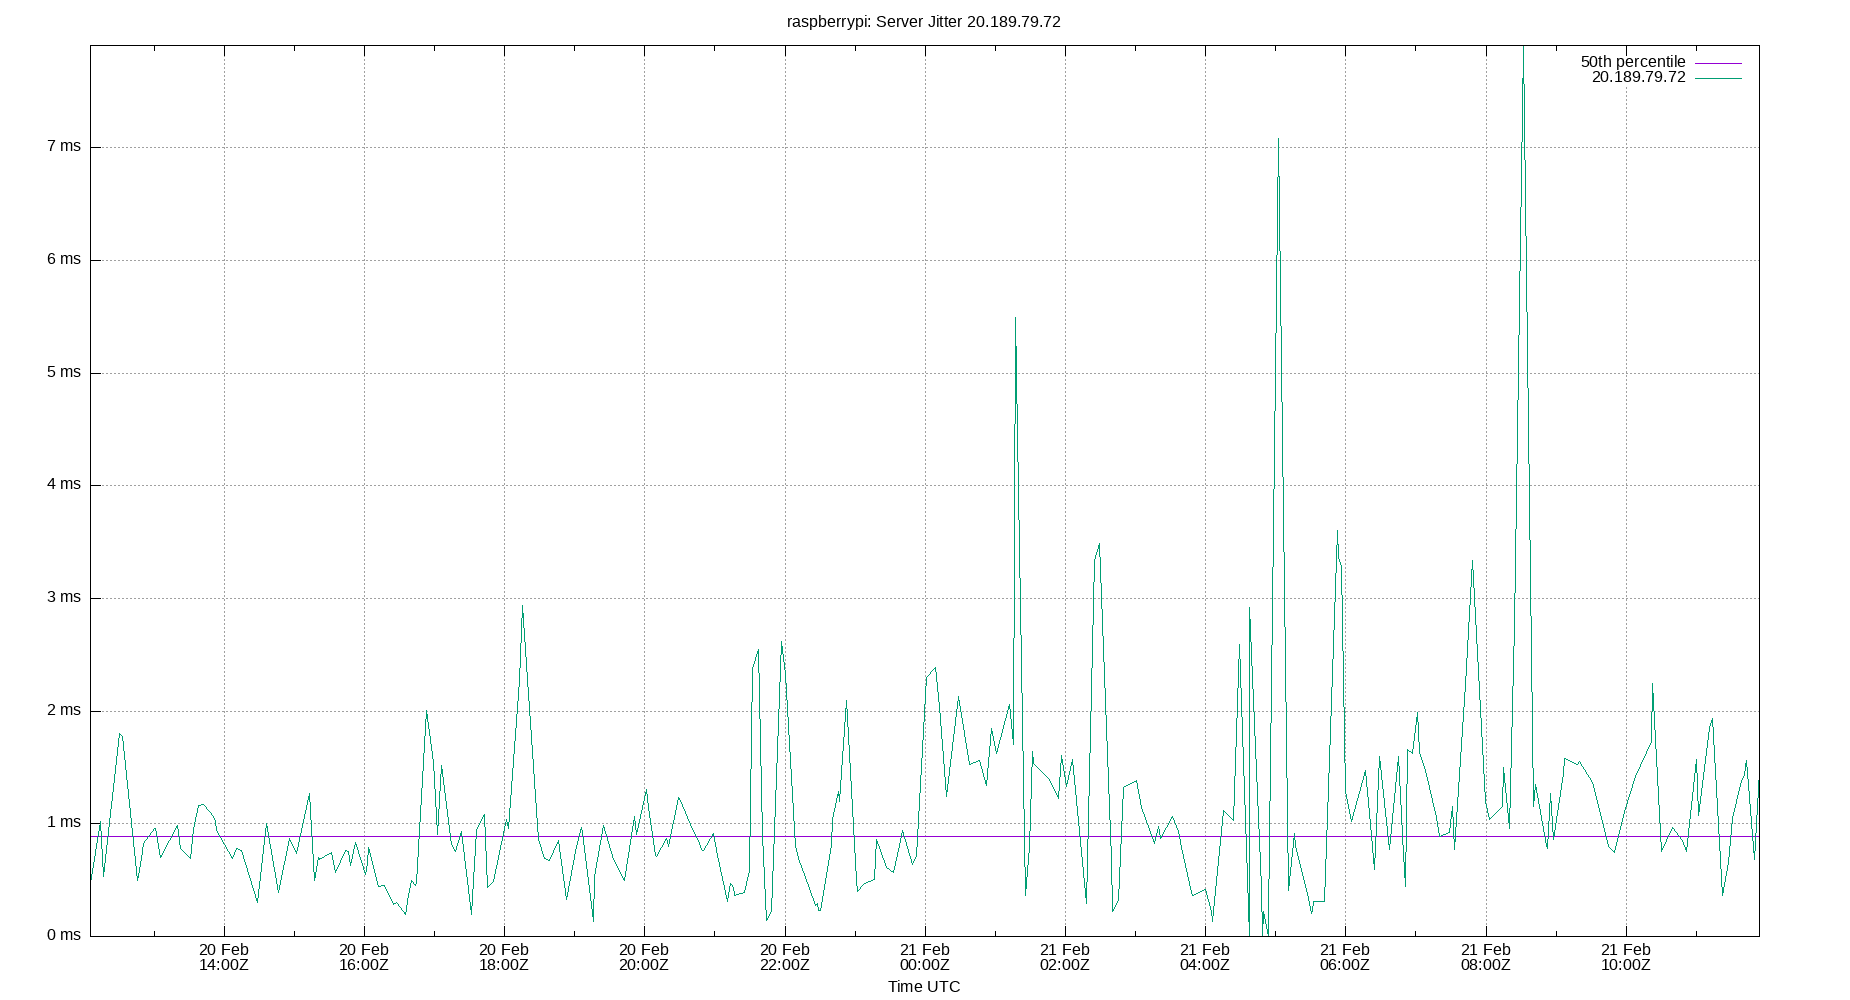 raspberrypi: Server Jitter 20.189.79.72
50th percentile
20.189.79.72
7 ms
6 ms
5 ms
4 ms
3 ms
2 ms
1 ms
0 ms
20 Feb 20 Feb 20 Feb 20 Feb 20 Feb 21 Feb 21 Feb 21 Feb 21 Feb 21 Feb 21 Feb
14:00Z 16:00Z 18:00Z 20:00Z 22:00Z 00:00Z 02:00Z 04:00Z 06:00Z 08:00Z 10:00Z
Time UTC